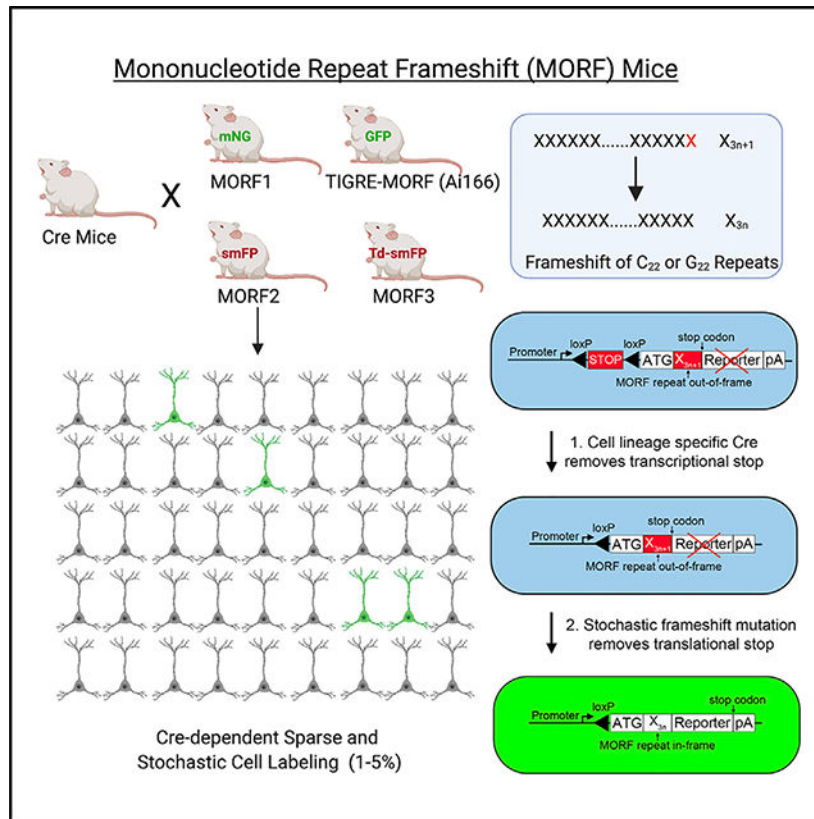 Mononucleotide Repeat Frameshift (MORF) Mice
mNG
MORF1
GFP
TIGRE-MORF (Ai166)
Cre Mice
X
smFP
MORF2
Td-smFP
MORF3
XXXXXX......XXXXXX X3n+1
XXXXXX......XXXXX X3n
Frameshift of C22 or G22 Repeats
stop codon
loxP loxP
Promoter STOP ATG X3n+1 Reporter pA
MORF repeat out-of-frame
1. Cell lineage specific Cre
removes transcriptional stop
stop codon
loxP
Promoter ATG X3n+1 Reporter pA
MORF repeat out-of-frame
2. Stochastic frameshift mutation
removes translational stop
stop codon
loxP
Promoter ATG X3n Reporter pA
MORF repeat in-frame
Cre-dependent Sparse and
Stochastic Cell Labeling (1-5%)